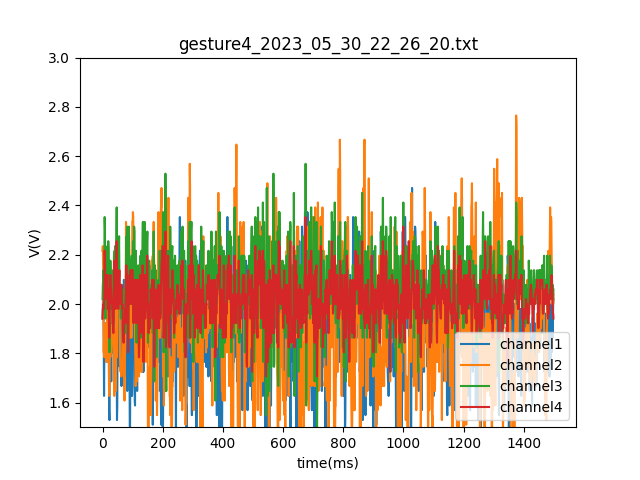 gesture4_2023_05_30_22_26_20.txt
3.0
2.8
2.6
2.4
2.2
2.0
1.8
1.6
V(V)
channel1
channel2
channel3
channel4
0 200 400 600 800 1000 1200 1400
time(ms)